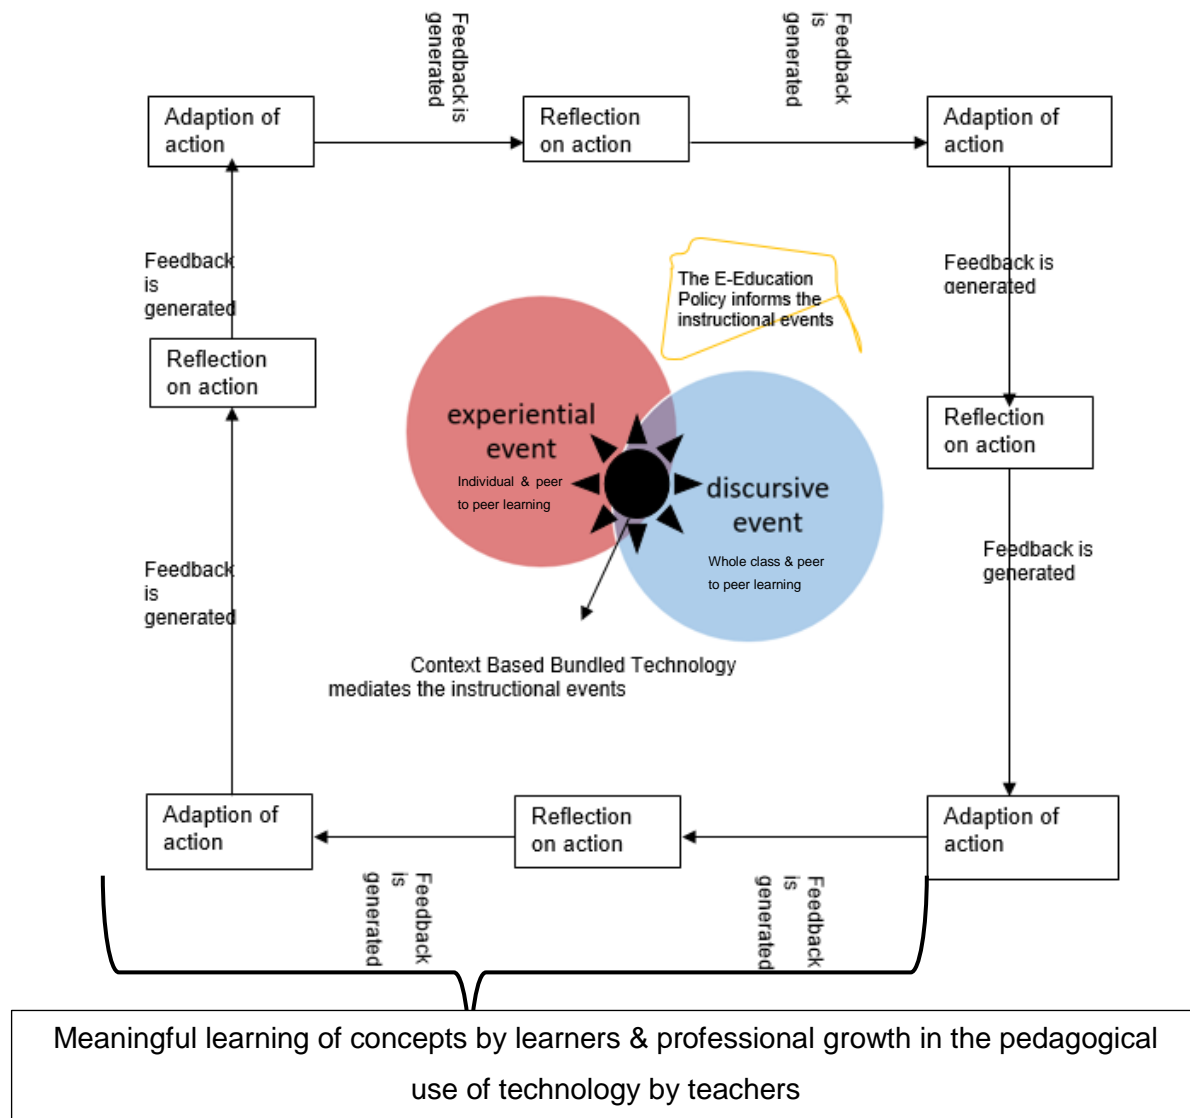 Feedback is
generated
Feedback
is
generated
Adaption of
action
Reflection
on action
Adaption of
action
Feedback
is
generated
The E-Education
Policy informs the
instructional events
Feedback is
generated
Reflection
on action
experiential
event
Individual & peer
to peer learning
discursive
event
Whole class & peer
to peer learning
Reflection
on action
Feedback
is
generated
Feedback is
generated
Context Based Bundled Technology
mediates the instructional events
Adaption of
action
Reflection
on action
Adaption of
action
Feedback
is
generated
Feedback
is
generated
Meaningful learning of concepts by learners & professional growth in the pedagogical
use of technology by teachers